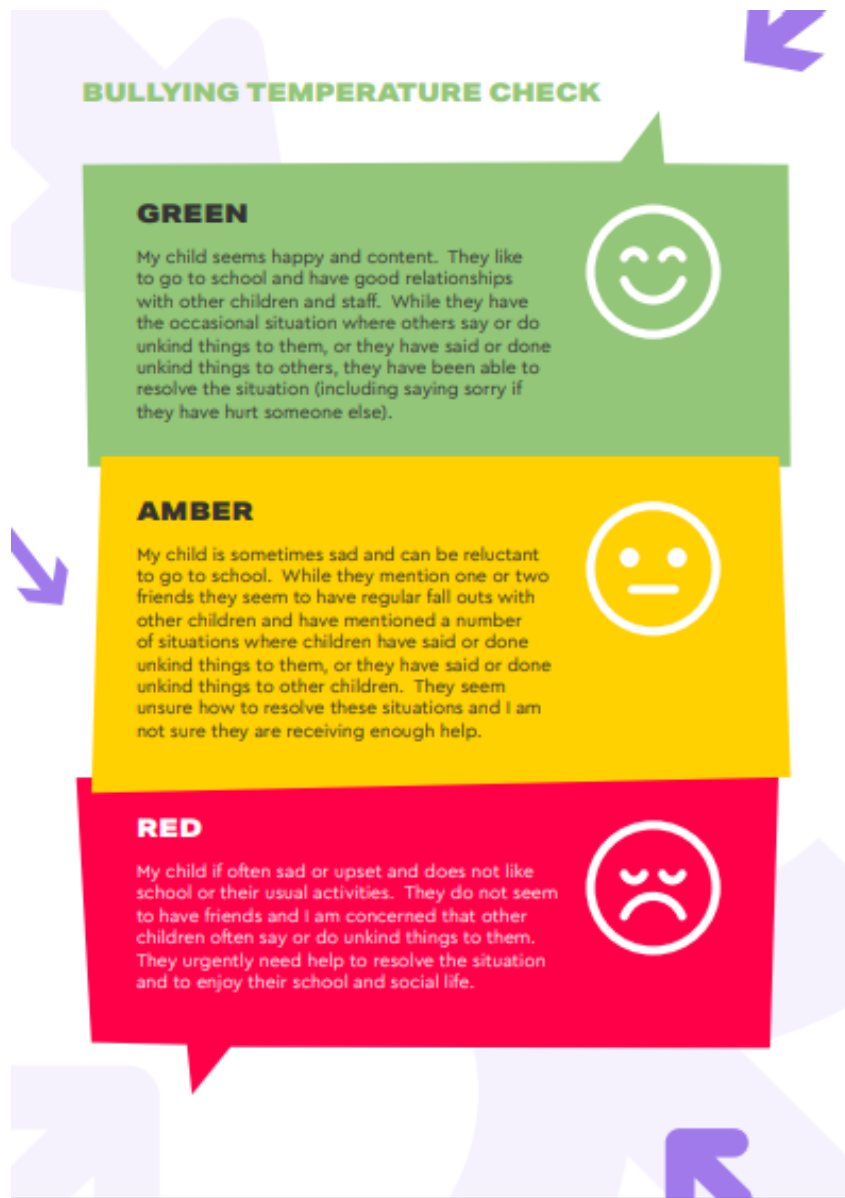 BULLYING TEMPERATURE CHECK
GREEN
My child seems happy and content.  They like
to go to school and have good relationships
with other children and staff.  While they have
the occasional situation where others say or do
unkind things to them, or they have said or done
unkind things to others, they have been able to
resolve the situation (including saying sorry if
they have hurt someone else).
AMBER
My child is sometimes sad and can be reluctant
to go to school.  While they mention one or two
friends they seem to have regular fall outs with
other children and have mentioned a number
of situations where children have said or done
unkind things to them, or they have said or done
unkind things to other children.  They seem
unsure how to resolve these situations and I am
not sure they are receiving enough help.
RED
My child if often sad or upset and does not like
school or their usual activities.  They do not seem
to have friends and I am concerned that other
children often say or do unkind things to them.
They urgently need help to resolve the situation
and to enjoy their school and social life.